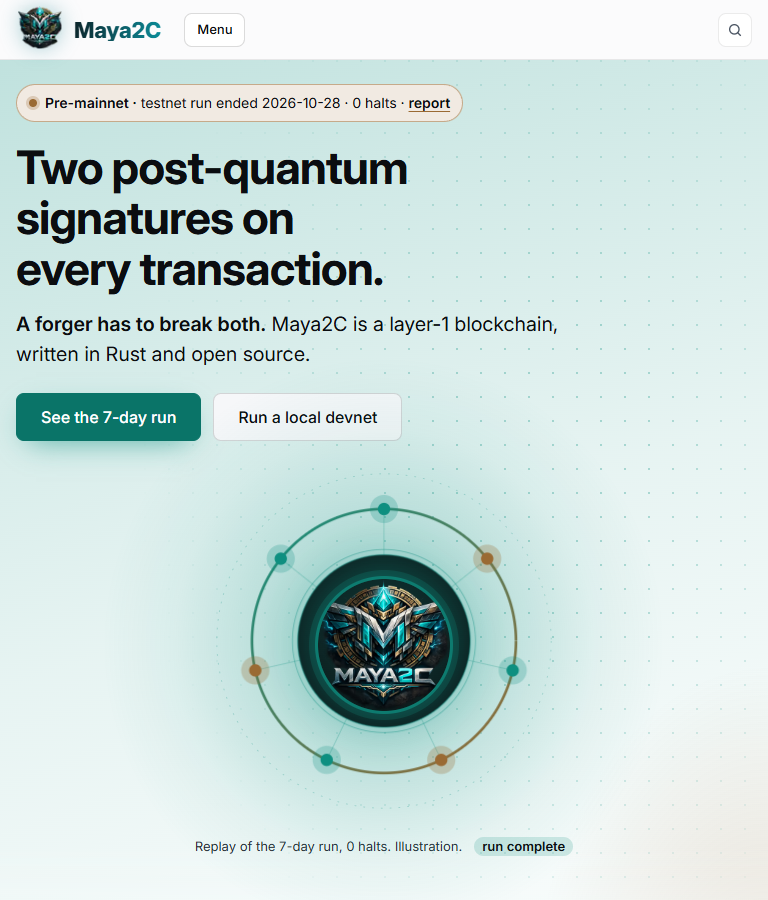 MAYA2C
Maya2C
Menu
Pre-mainnet · testnet run ended 2026-10-28 · 0 halts · report
Two post-quantum
signatures on
every transaction.
A forger has to break both. Maya2C is a layer-1 blockchain,
written in Rust and open source.
See the 7-day run
Run a local devnet
MAYA2C
Replay of the 7-day run, 0 halts. Illustration.
run complete